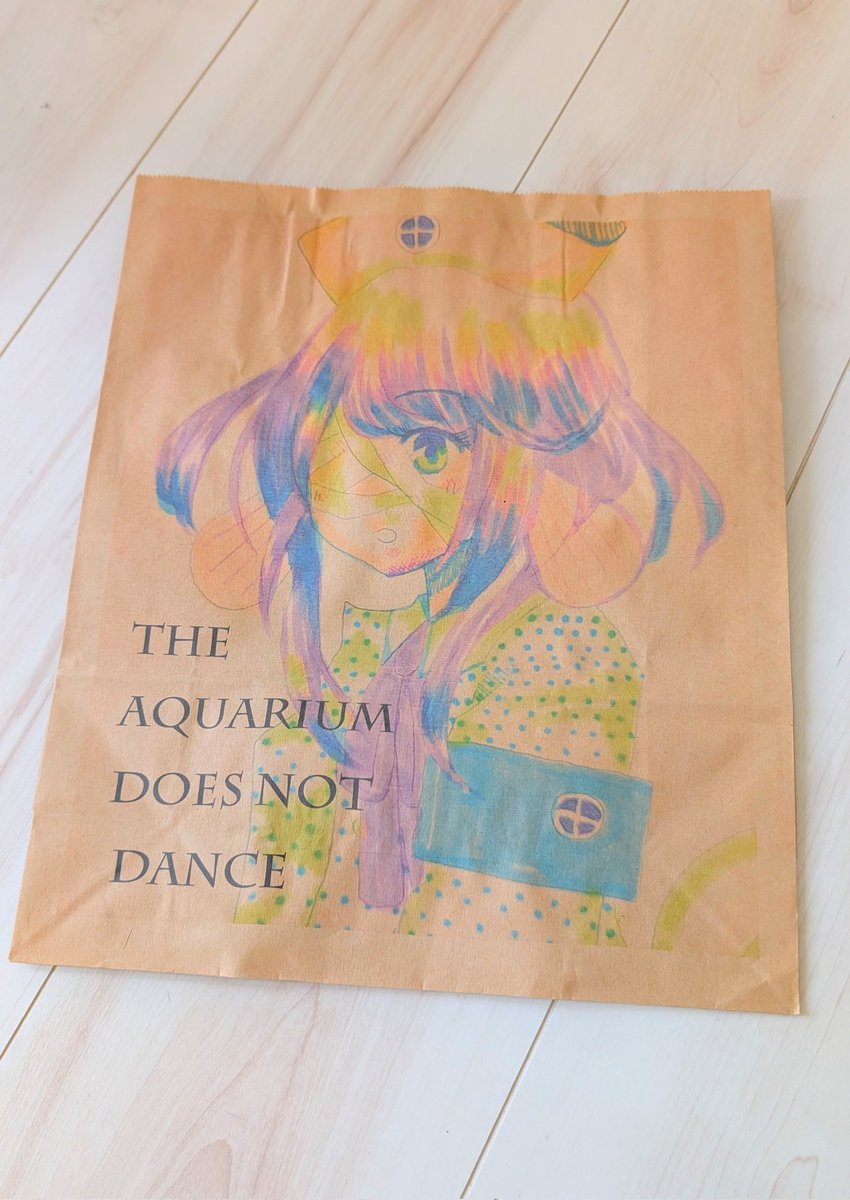 THE
AQUARIUM
DOES NOT
DANCE